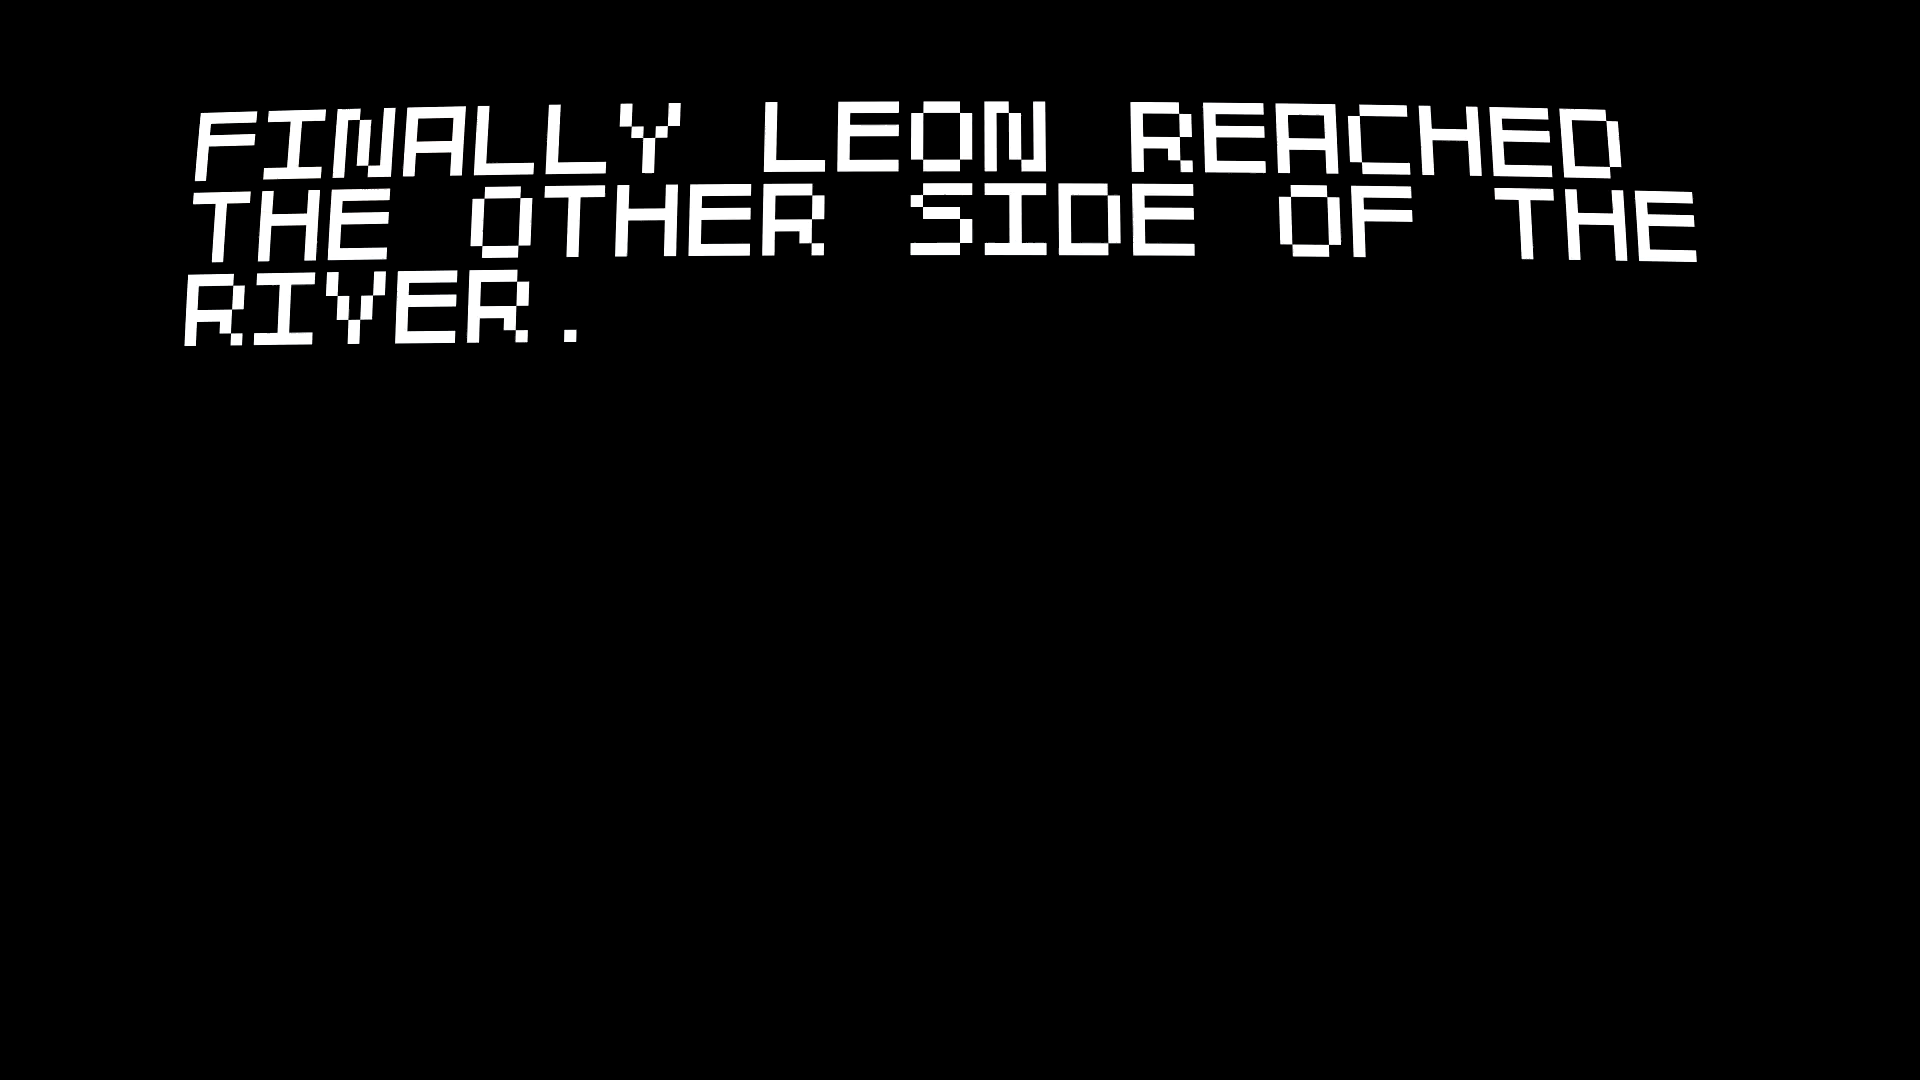 FINALLY LEON REACHED
THE OTHER SIDE OF THE
RIVER.